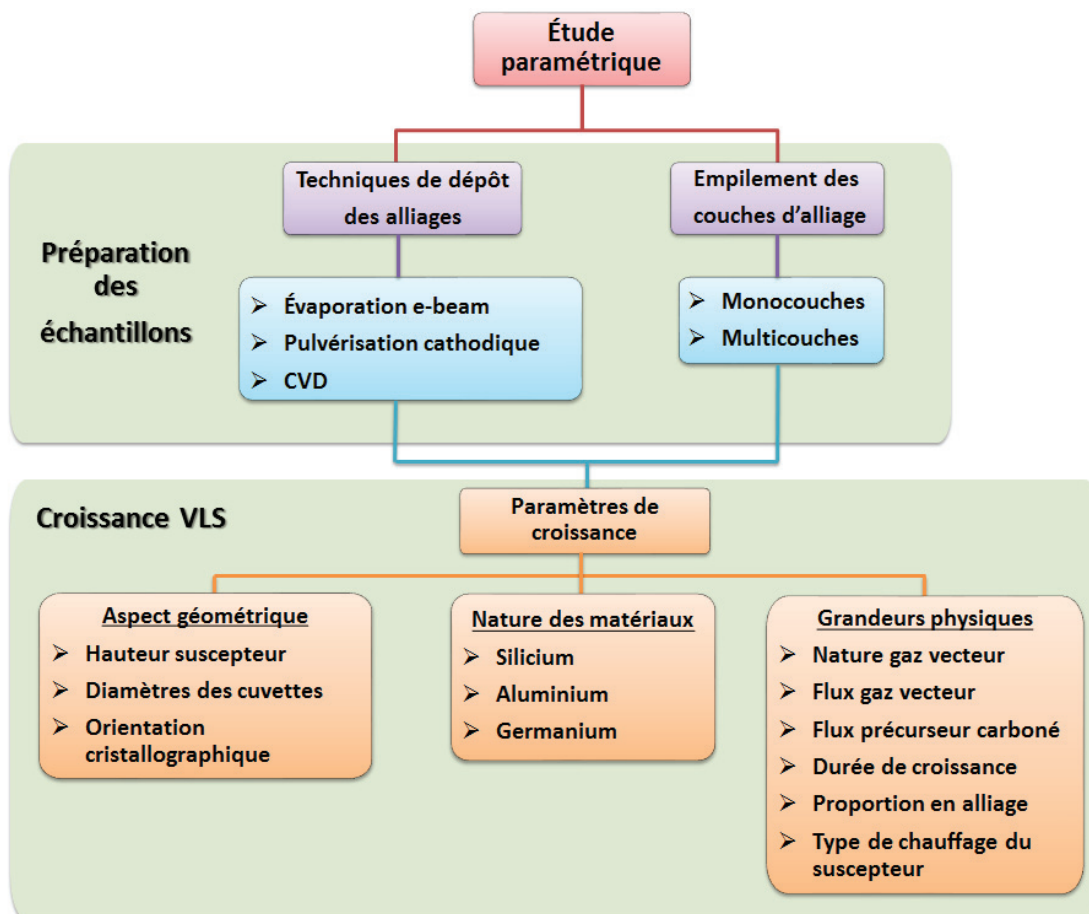 Étude
paramétrique
Techniques de dépôt
des alliages
Empilement des
couches d'alliage
Préparation
des
échantillons
➢ Évaporation e-beam
➢ Pulvérisation cathodique
➢ CVD
➢ Monocouches
➢ Multicouches
Croissance VLS
Paramètres de
croissance
Aspect géométrique
➢ Hauteur suscepteur
➢ Diamètres des cuvettes
➢ Orientation
cristallographique
Nature des matériaux
➢ Silicium
➢ Aluminium
➢ Germanium
Grandeurs physiques
➢ Nature gaz vecteur
➢ Flux gaz vecteur
➢ Flux précurseur carboné
➢ Durée de croissance
➢ Proportion en alliage
➢ Type de chauffage du
suscepteur